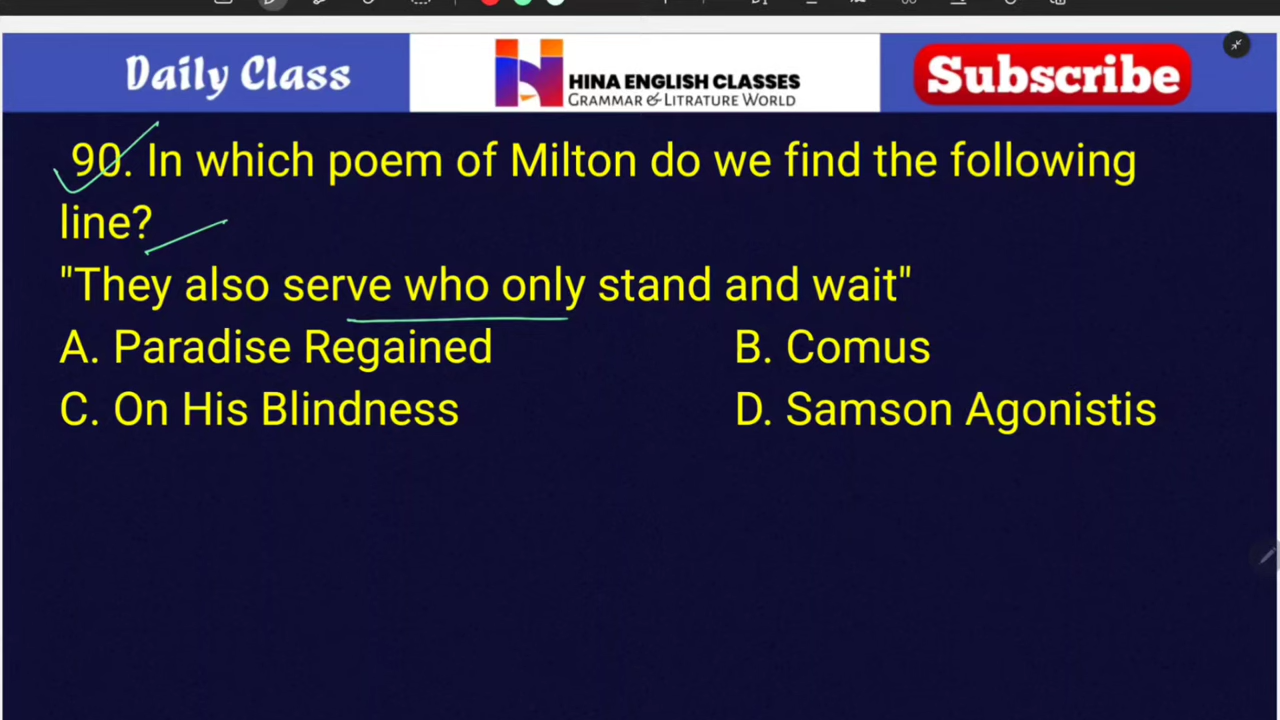 Daily Class
HINA ENGLISH CLASSES
GRAMMAR & LITRATURE WORLD
Subscribe
90. In which poem of Milton do we find the following
line?
"They also serve who only stand and wait"
A. Paradise Regained B. Comus
C. On His Blindness D. Samson Agonistis